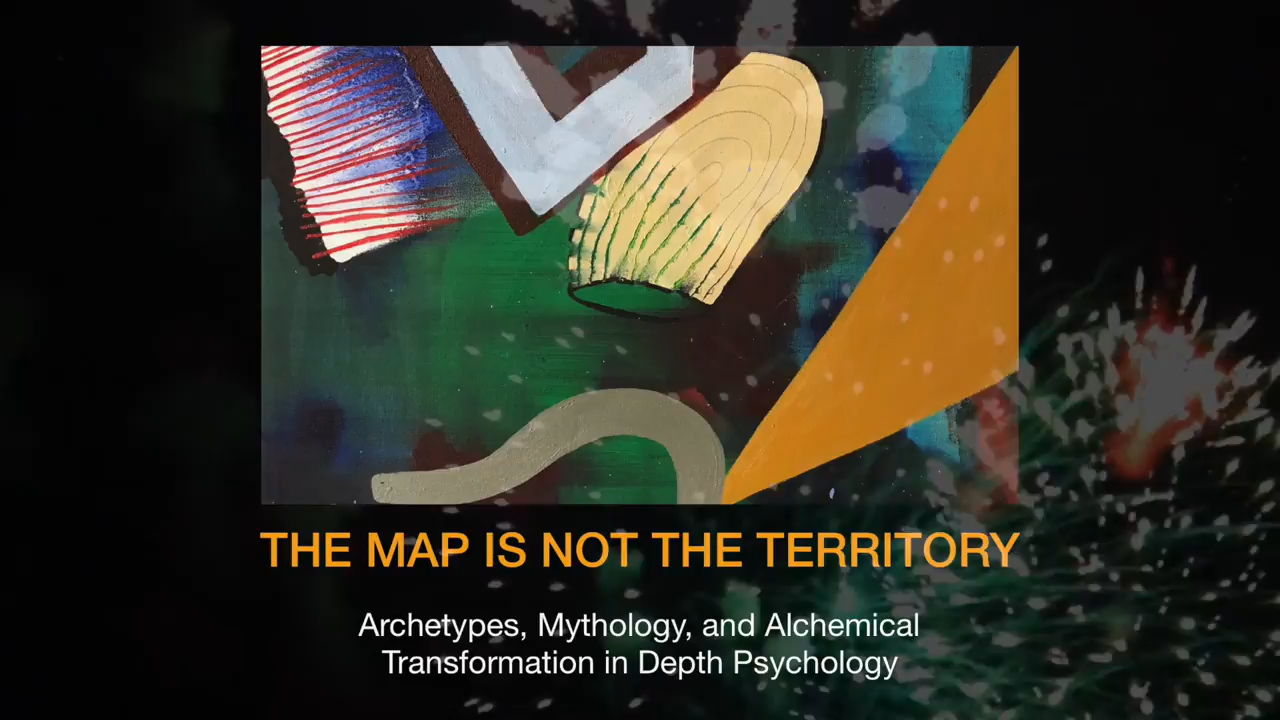 THE MAP IS NOT THE TERRITORY
Archetypes, Mythology, and Alchemical
Transformation in Depth Psychology